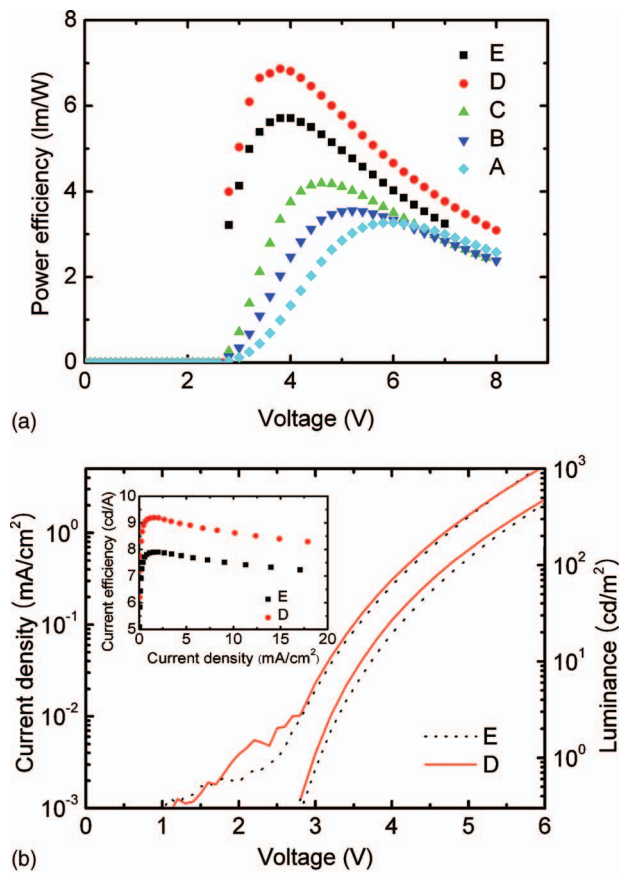 8
6
4
2
0
Power efficiency (lm/W)
E
D
C
B
A
0 2 4 6 8
Voltage (V)
(a)
10⁰
10⁻¹
10⁻²
10⁻³
Current density (mA/cm²)
10
9
8
7
6
5
Current efficiency (cd/A)
E
D
0 5 10 15 20
Current density (mA/cm²)
10³
10²
10¹
10⁰
Luminance (cd/m²)
E
D
0 1 2 3 4 5 6
Voltage (V)
(b)